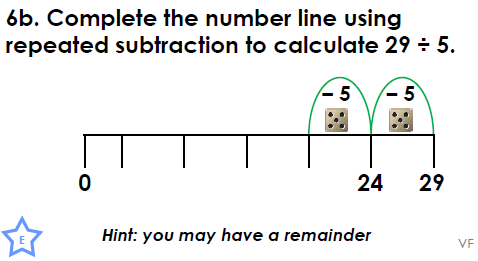 6b. Complete the number line using
repeated subtraction to calculate 29 ÷ 5.
– 5 – 5
0 24 29
Hint: you may have a remainder
E
VF